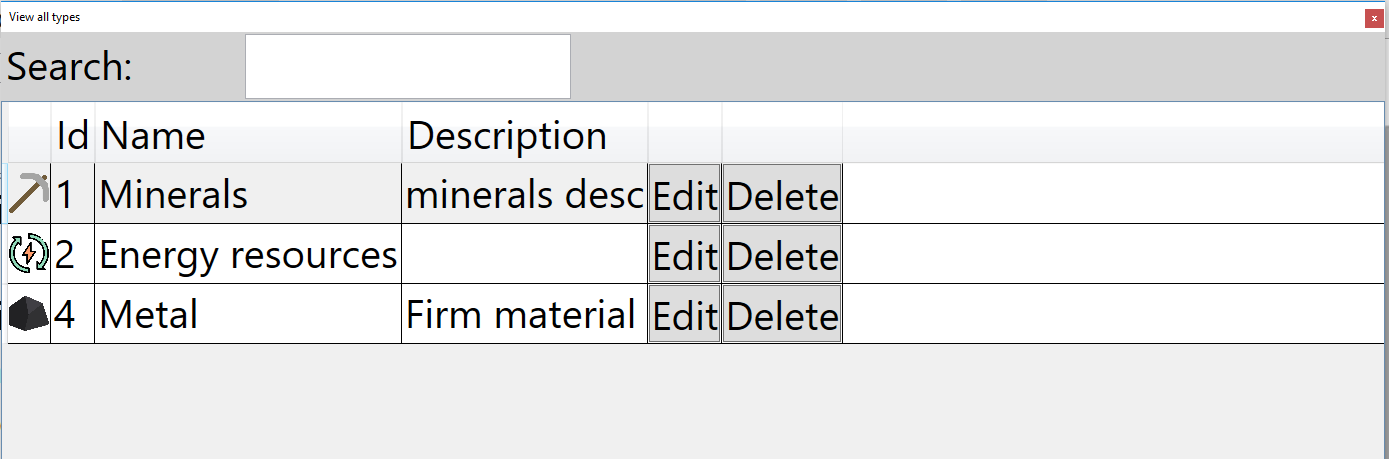 View all types
x
Search:
Id Name Description
1 Minerals minerals desc Edit Delete
2 Energy resources Edit Delete
4 Metal Firm material Edit Delete